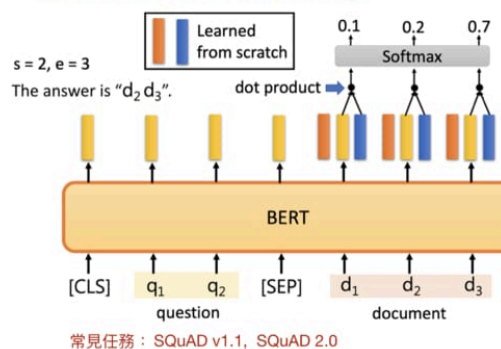 Learned
from scratch
0.1 0.2 0.7
Softmax
s = 2, e = 3
The answer is “d2 d3”.
dot product
BERT
[CLS] q1 q2 [SEP] d1 d2 d3
question document
常見任務：SQuAD v1.1, SQuAD 2.0